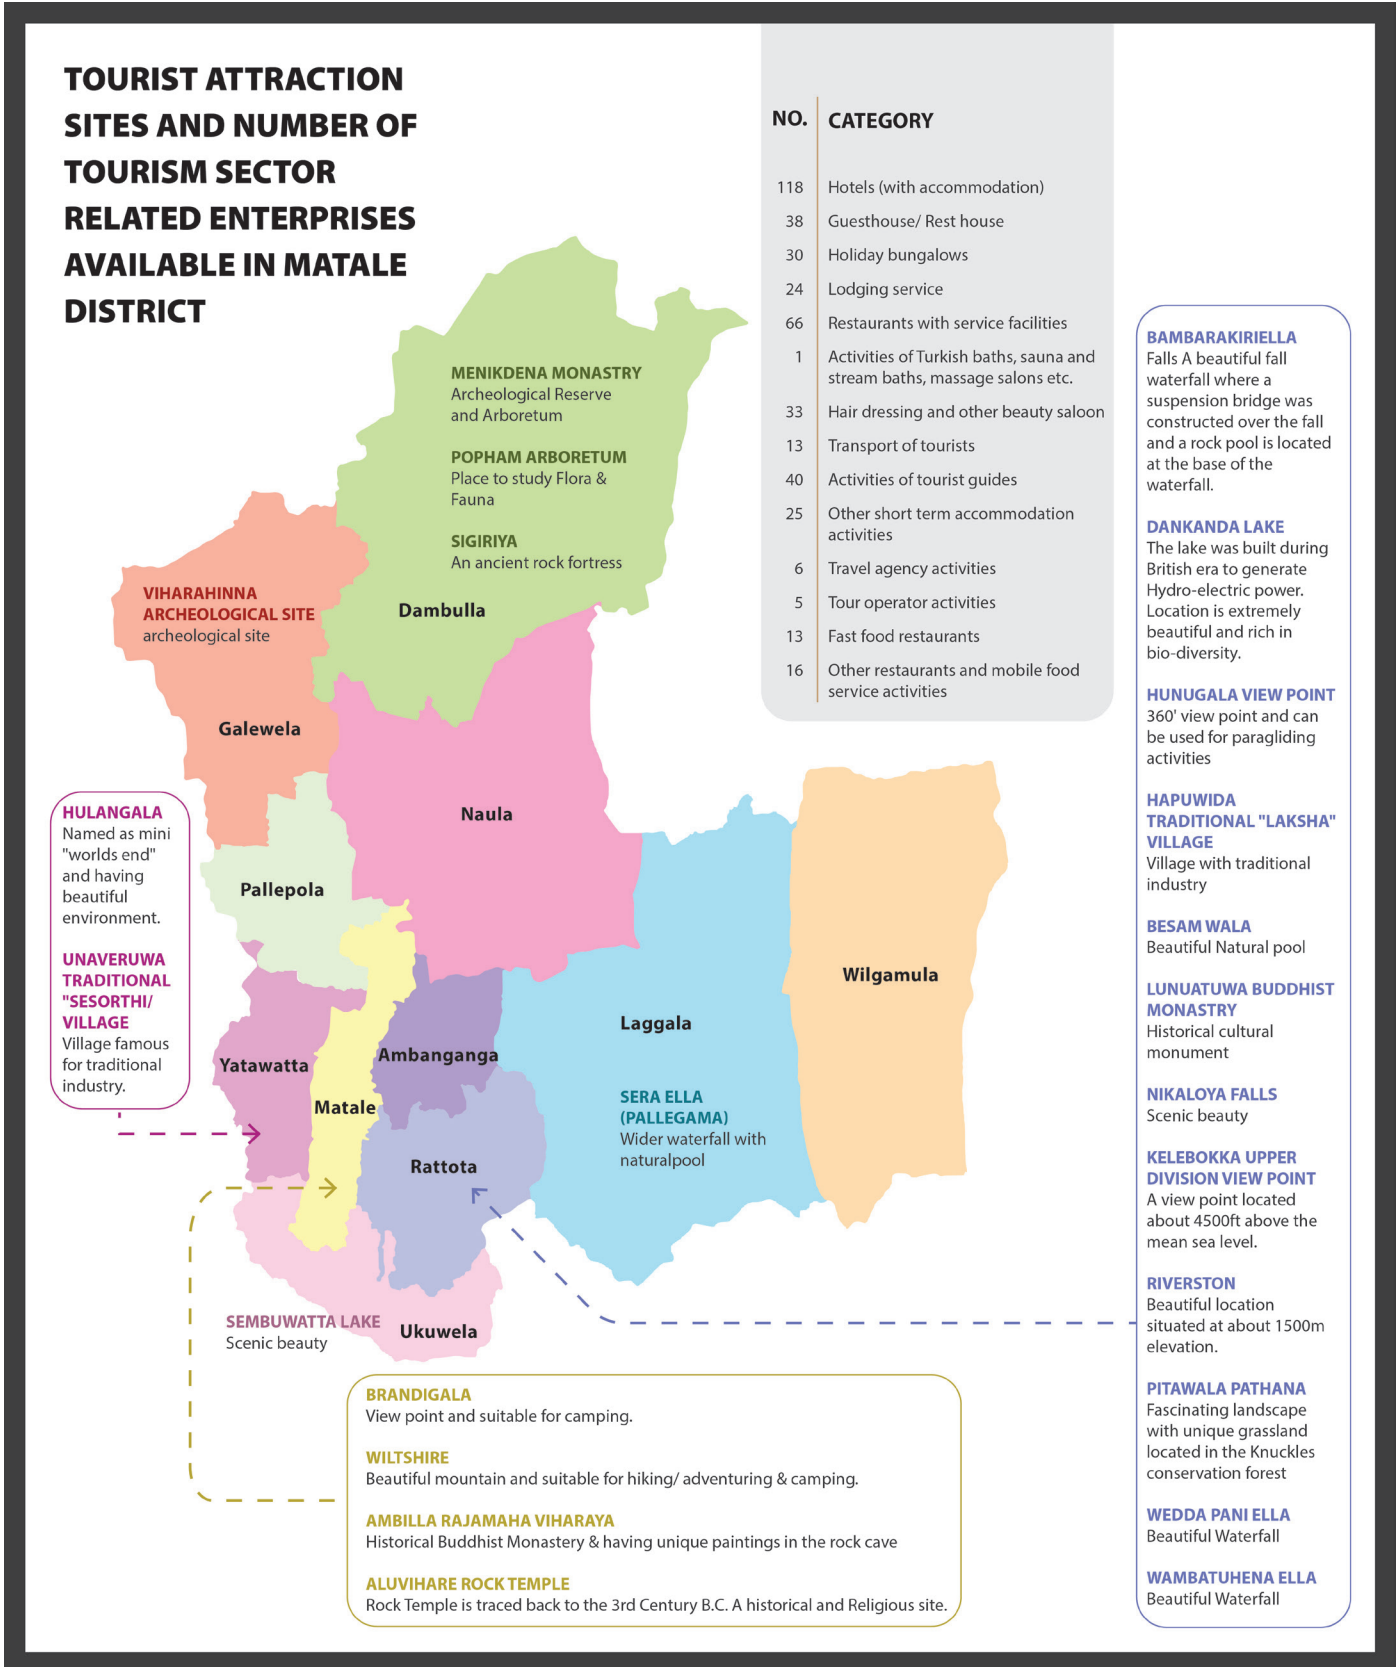 TOURIST ATTRACTION
SITES AND NUMBER OF
TOURISM SECTOR
RELATED ENTERPRISES
AVAILABLE IN MATALE
DISTRICT
NO. CATEGORY
118 Hotels (with accommodation)
38 Guesthouse/ Rest house
30 Holiday bungalows
24 Lodging service
66 Restaurants with service facilities
1 Activities of Turkish baths, sauna and
stream baths, massage salons etc.
33 Hair dressing and other beauty saloon
13 Transport of tourists
40 Activities of tourist guides
25 Other short term accommodation
activities
6 Travel agency activities
5 Tour operator activities
13 Fast food restaurants
16 Other restaurants and mobile food
service activities
MENIKDENA MONASTRY
Archeological Reserve
and Arboretum
POPHAM ARBORETUM
Place to study Flora &
Fauna
SIGIRIYA
An ancient rock fortress
Dambulla
VIHARAHINNA
ARCHEOLOGICAL SITE
archeological site
Galewela
Naula
Pallepola
Wilgamula
Laggala
SERA ELLA
(PALLEGAMA)
Wider waterfall with
naturalpool
Ambanganga
Yatawatta
Matale
Rattota
SEMBUWATTA LAKE
Scenic beauty
Ukuwela
HULANGALA
Named as mini
"worlds end"
and having
beautiful
environment.
UNAVERUWA
TRADITIONAL
"SESORTHI/
VILLAGE
Village famous
for traditional
industry.
BRANDIGALA
View point and suitable for camping.
WILTSHIRE
Beautiful mountain and suitable for hiking/ adventuring & camping.
AMBILLA RAJAMAHA VIHARAYA
Historical Buddhist Monastery & having unique paintings in the rock cave
ALUVIHARE ROCK TEMPLE
Rock Temple is traced back to the 3rd Century B.C. A historical and Religious site.
BAMBARAKIRIELLA
Falls A beautiful fall
waterfall where a
suspension bridge was
constructed over the fall
and a rock pool is located
at the base of the
waterfall.
DANKANDA LAKE
The lake was built during
British era to generate
Hydro-electric power.
Location is extremely
beautiful and rich in
bio-diversity.
HUNUGALA VIEW POINT
360' view point and can
be used for paragliding
activities
HAPUWIDA
TRADITIONAL "LAKSHA"
VILLAGE
Village with traditional
industry
BESAM WALA
Beautiful Natural pool
LUNUATUWA BUDDHIST
MONASTRY
Historical cultural
monument
NIKALOYA FALLS
Scenic beauty
KELEBOKKA UPPER
DIVISION VIEW POINT
A view point located
about 4500ft above the
mean sea level.
RIVERSTON
Beautiful location
situated at about 1500m
elevation.
PITAWALA PATHANA
Fascinating landscape
with unique grassland
located in the Knuckles
conservation forest
WEDDA PANI ELLA
Beautiful Waterfall
WAMBATUHENA ELLA
Beautiful Waterfall